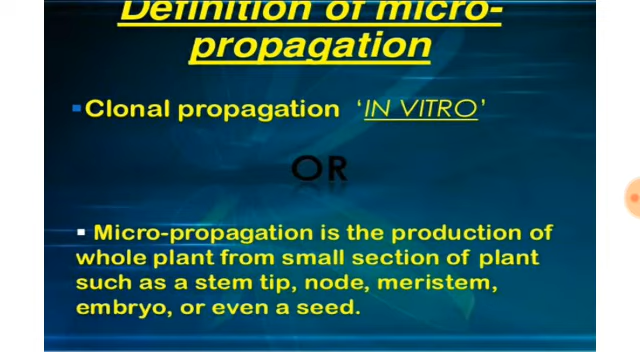 Definition of micro-
propagation
Clonal propagation 'IN VITRO'
OR
Micro-propagation is the production of
whole plant from small section of plant
such as a stem tip, node, meristem,
embryo, or even a seed.